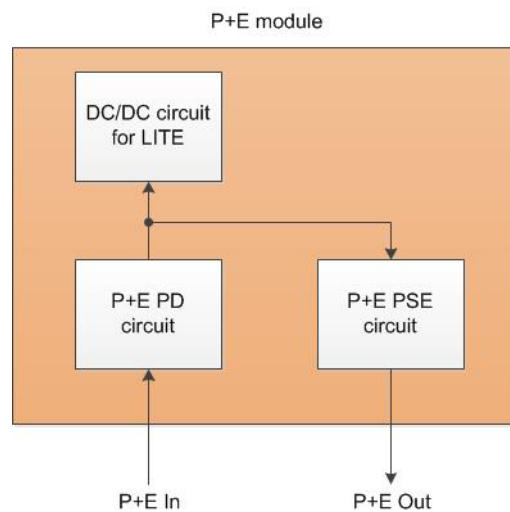 P+E module
DC/DC circuit
for LITE
P+E PD
circuit
P+E PSE
circuit
P+E In
P+E Out